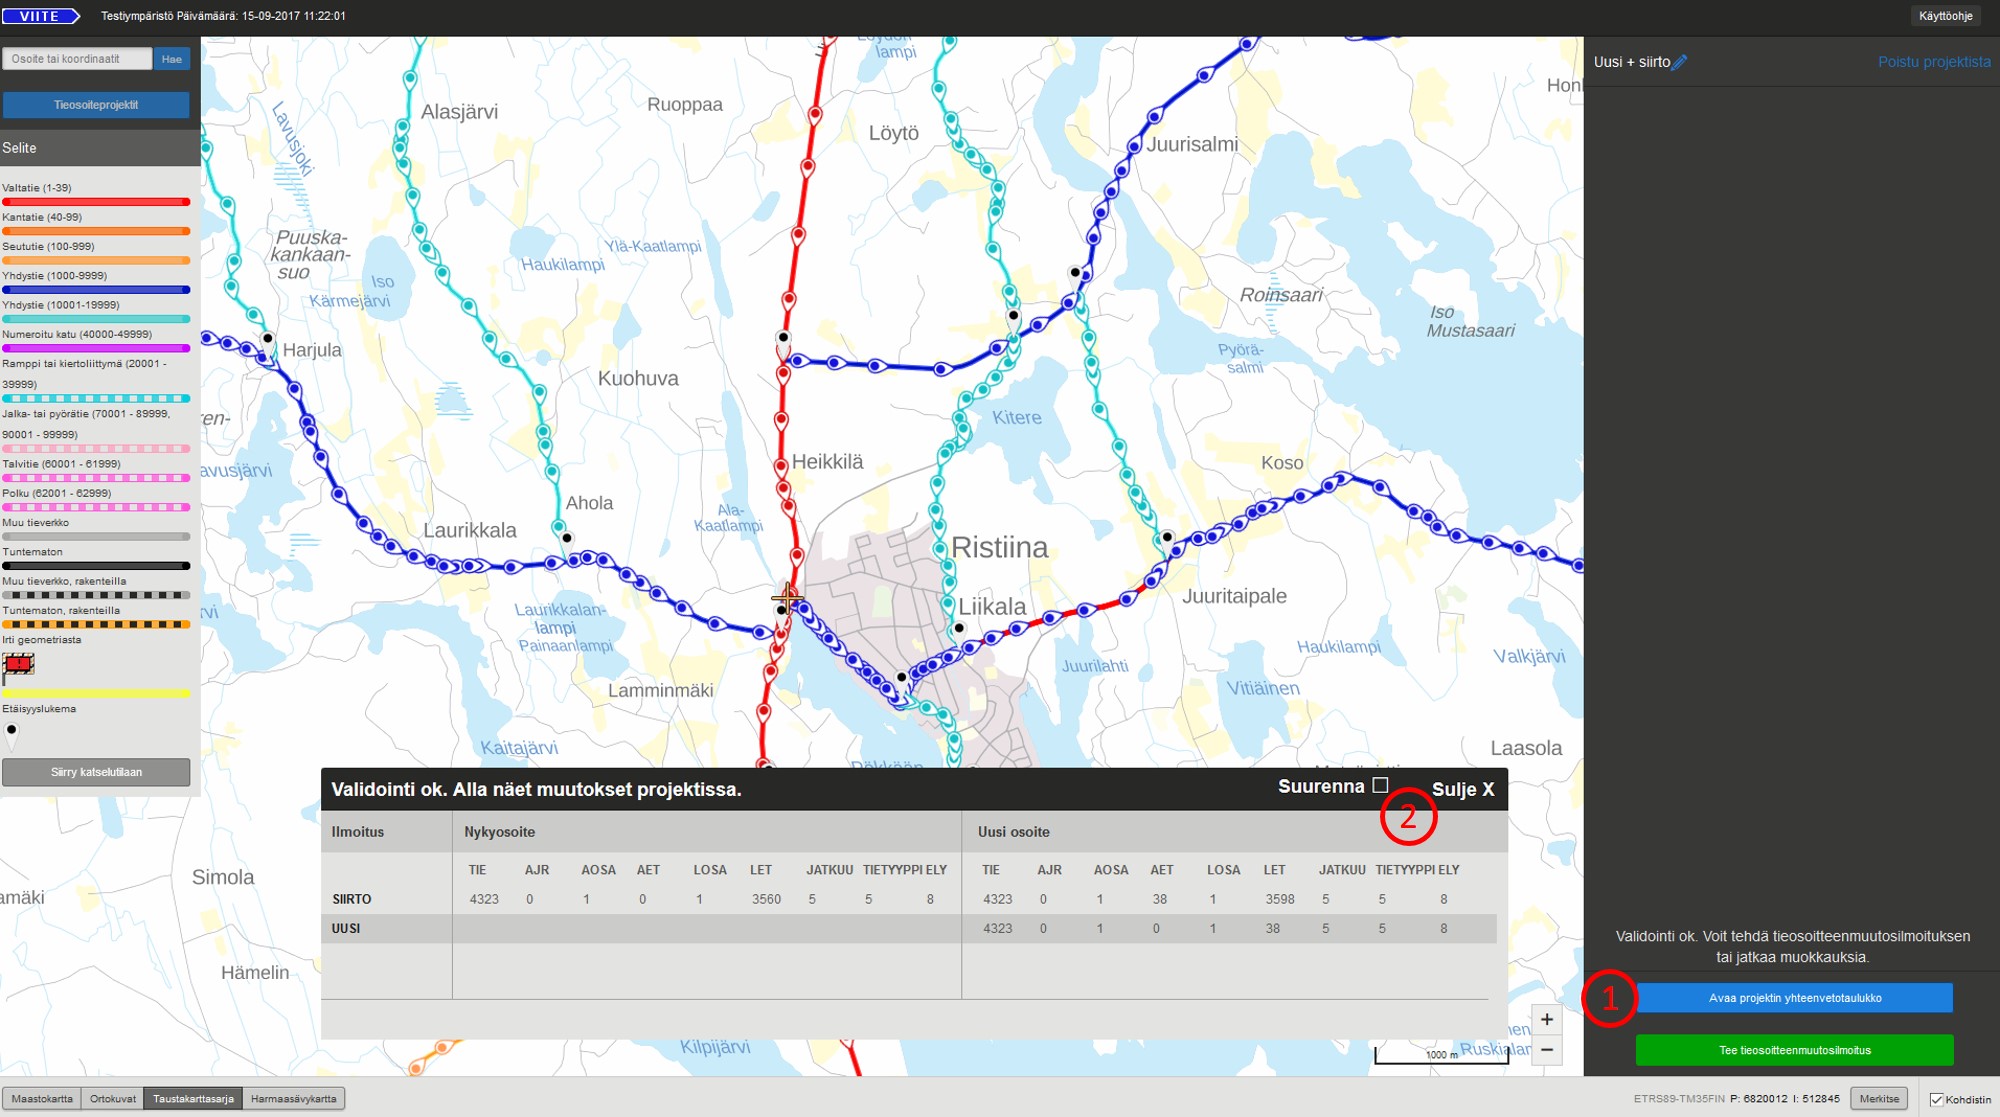 VIITE
Testiympäristö Päivämäärä: 15-09-2017 11:22:01
Käyttöohje
Osoite tai koordinaatit
Hae
Tieosoiteprojektit
Selite
Valtatie (1-39)
Kantatie (40-99)
Seututie (100-999)
Yhdystie (1000-9999)
Yhdystie (10001-19999)
Numeroitu katu (40000-49999)
Ramppi tai kiertoliittymä (20001 -
39999)
Jalka- tai pyörätie (70001 - 89999,
90001 - 99999)
Talvitie (60001 - 61999)
Polku (62001 - 62999)
Muu tieverkko
Tuntematon
Muu tieverkko, rakenteilla
Tuntematon, rakenteilla
Irti geometriasta
Etäisyyslukema
Siirry katselutilaan
lampi
Alasjärvi
Ruoppaa
Löytö
Juurisalmi
Lavusjoki
Puuska-
kankaan-
suo
Iso
Kärmejärvi
Ylä-Kaatlampi
Haukilampi
Roinsaari
Iso
Mustasaari
Harjula
Kuohuva
Pyörä-
salmi
Kitere
Heikkilä
Koso
Ahola
Ala-
Kaatlampi
Laurikkala
Ristiina
Liikala
Juuritaipale
Laurikkalan-
lampi
Painaanlampi
Haukilampi
Valkjärvi
Juurilahti
Vitiäinen
Lamminmäki
Kaitajärvi
Laasola
Simola
Hämelin
Kilpijärvi
Validointi ok. Alla näet muutokset projektissa.
Suurenna
Sulje X
2
Ilmoitus Nykyosoite Uusi osoite
TIE AJR AOSA AET LOSA LET JATKUU TIETYYPPI ELY TIE AJR AOSA AET LOSA LET JATKUU TIETYYPPI ELY
SIIRTO 4323 0 1 0 1 3560 5 5 8 4323 0 1 38 1 3598 5 5 8
UUSI 4323 0 1 0 1 38 5 5 8
Uusi + siirto
Poistu projektista
Validointi ok. Voit tehdä tieosoitteenmuutosilmoituksen
tai jatkaa muokkauksia.
1
Avaa projektin yhteenvetotaulukko
Tee tieosoitteenmuutosilmoitus
+
−
1000 m
Maastokartta
Ortokuvat
Taustakarttasarja
Harmaasävykartta
ETRS89-TM35FIN P: 6820012 I: 512845
Merkitse
Kohdistin